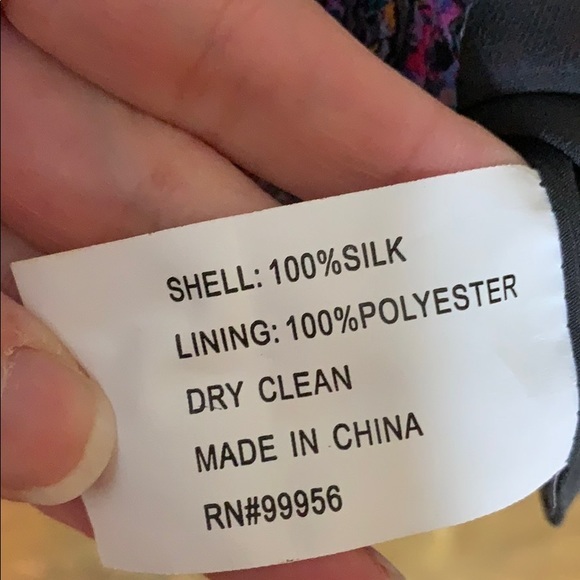 SHELL: 100%SILK
LINING: 100%POLYESTER
DRY CLEAN
MADE IN CHINA
RN#99956